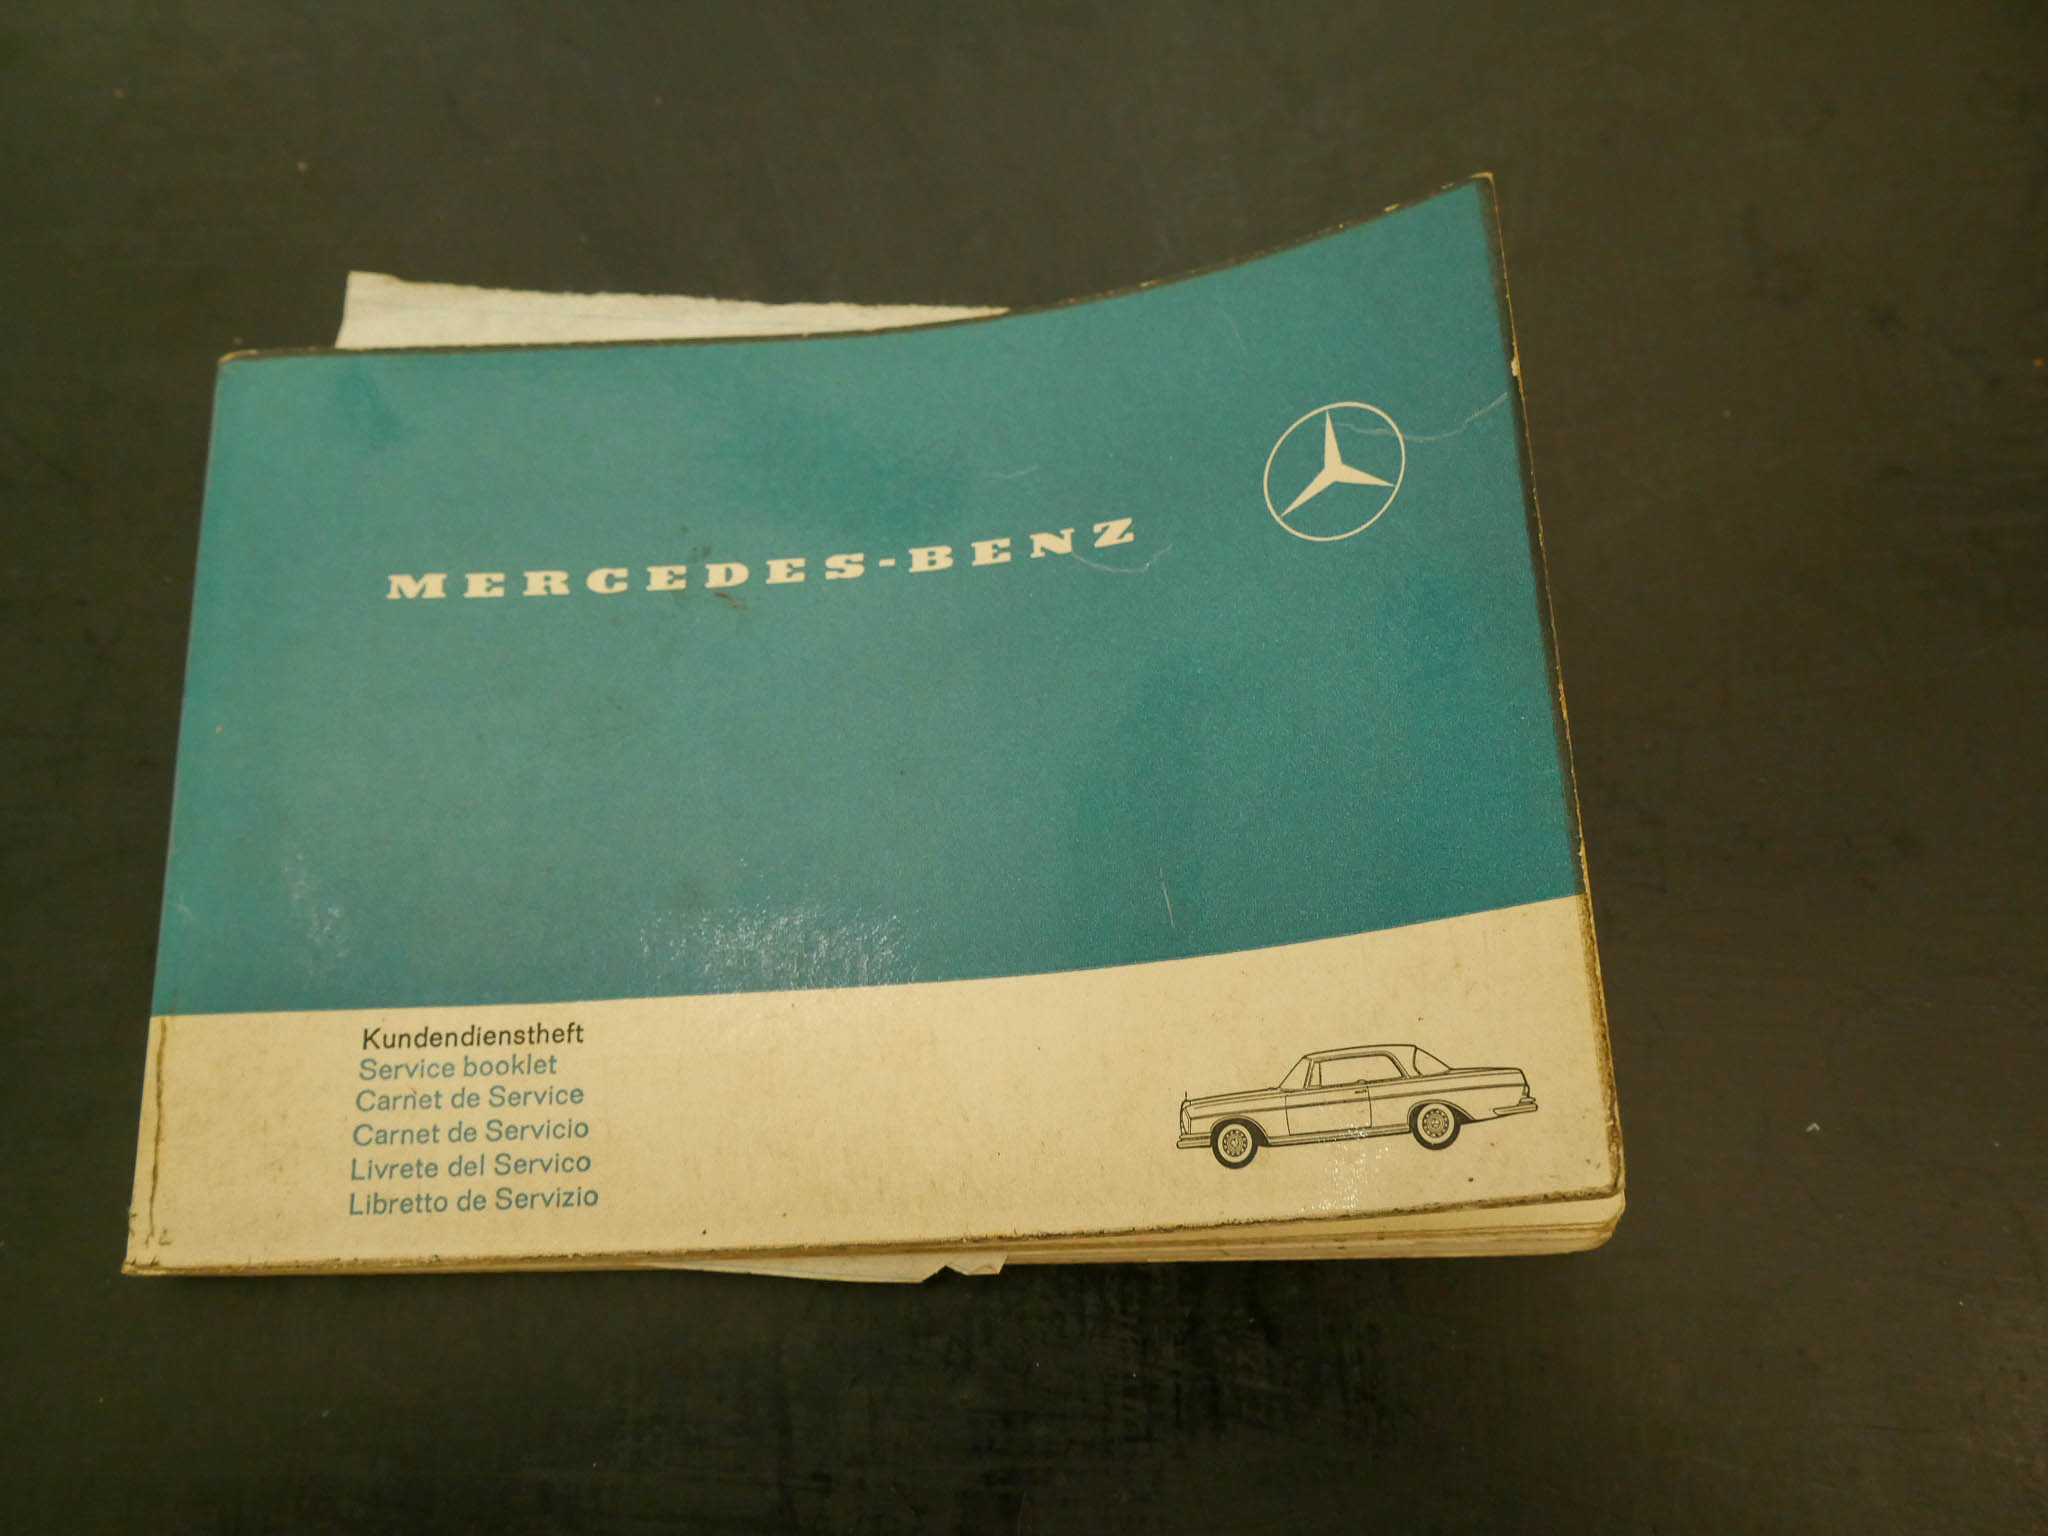 MERCEDES-BENZ
Kundendienstheft
Service booklet
Carnet de Service
Carnet de Servicio
Livrete del Servico
Libretto de Servizio